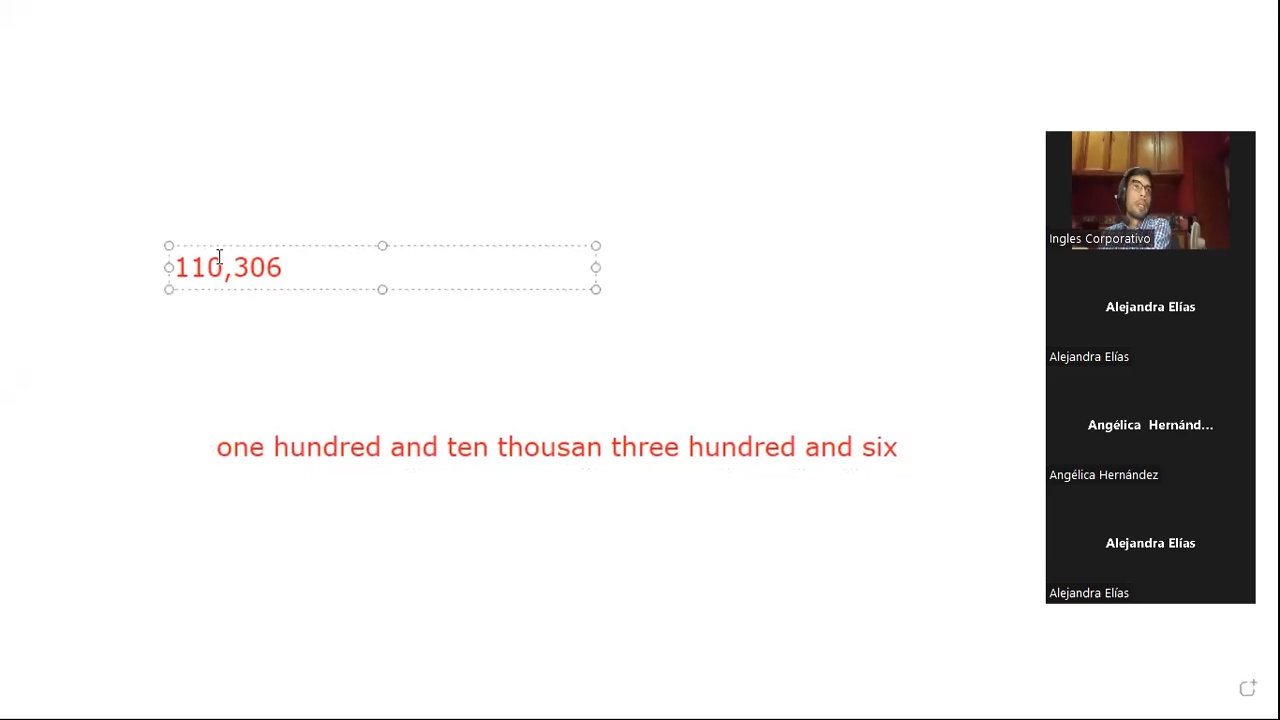 110,306
one hundred and ten thousan three hundred and six
Ingles Corporativo
Alejandra Elías
Alejandra Elías
Angélica Hernánd...
Angélica Hernández
Alejandra Elías
Alejandra Elías